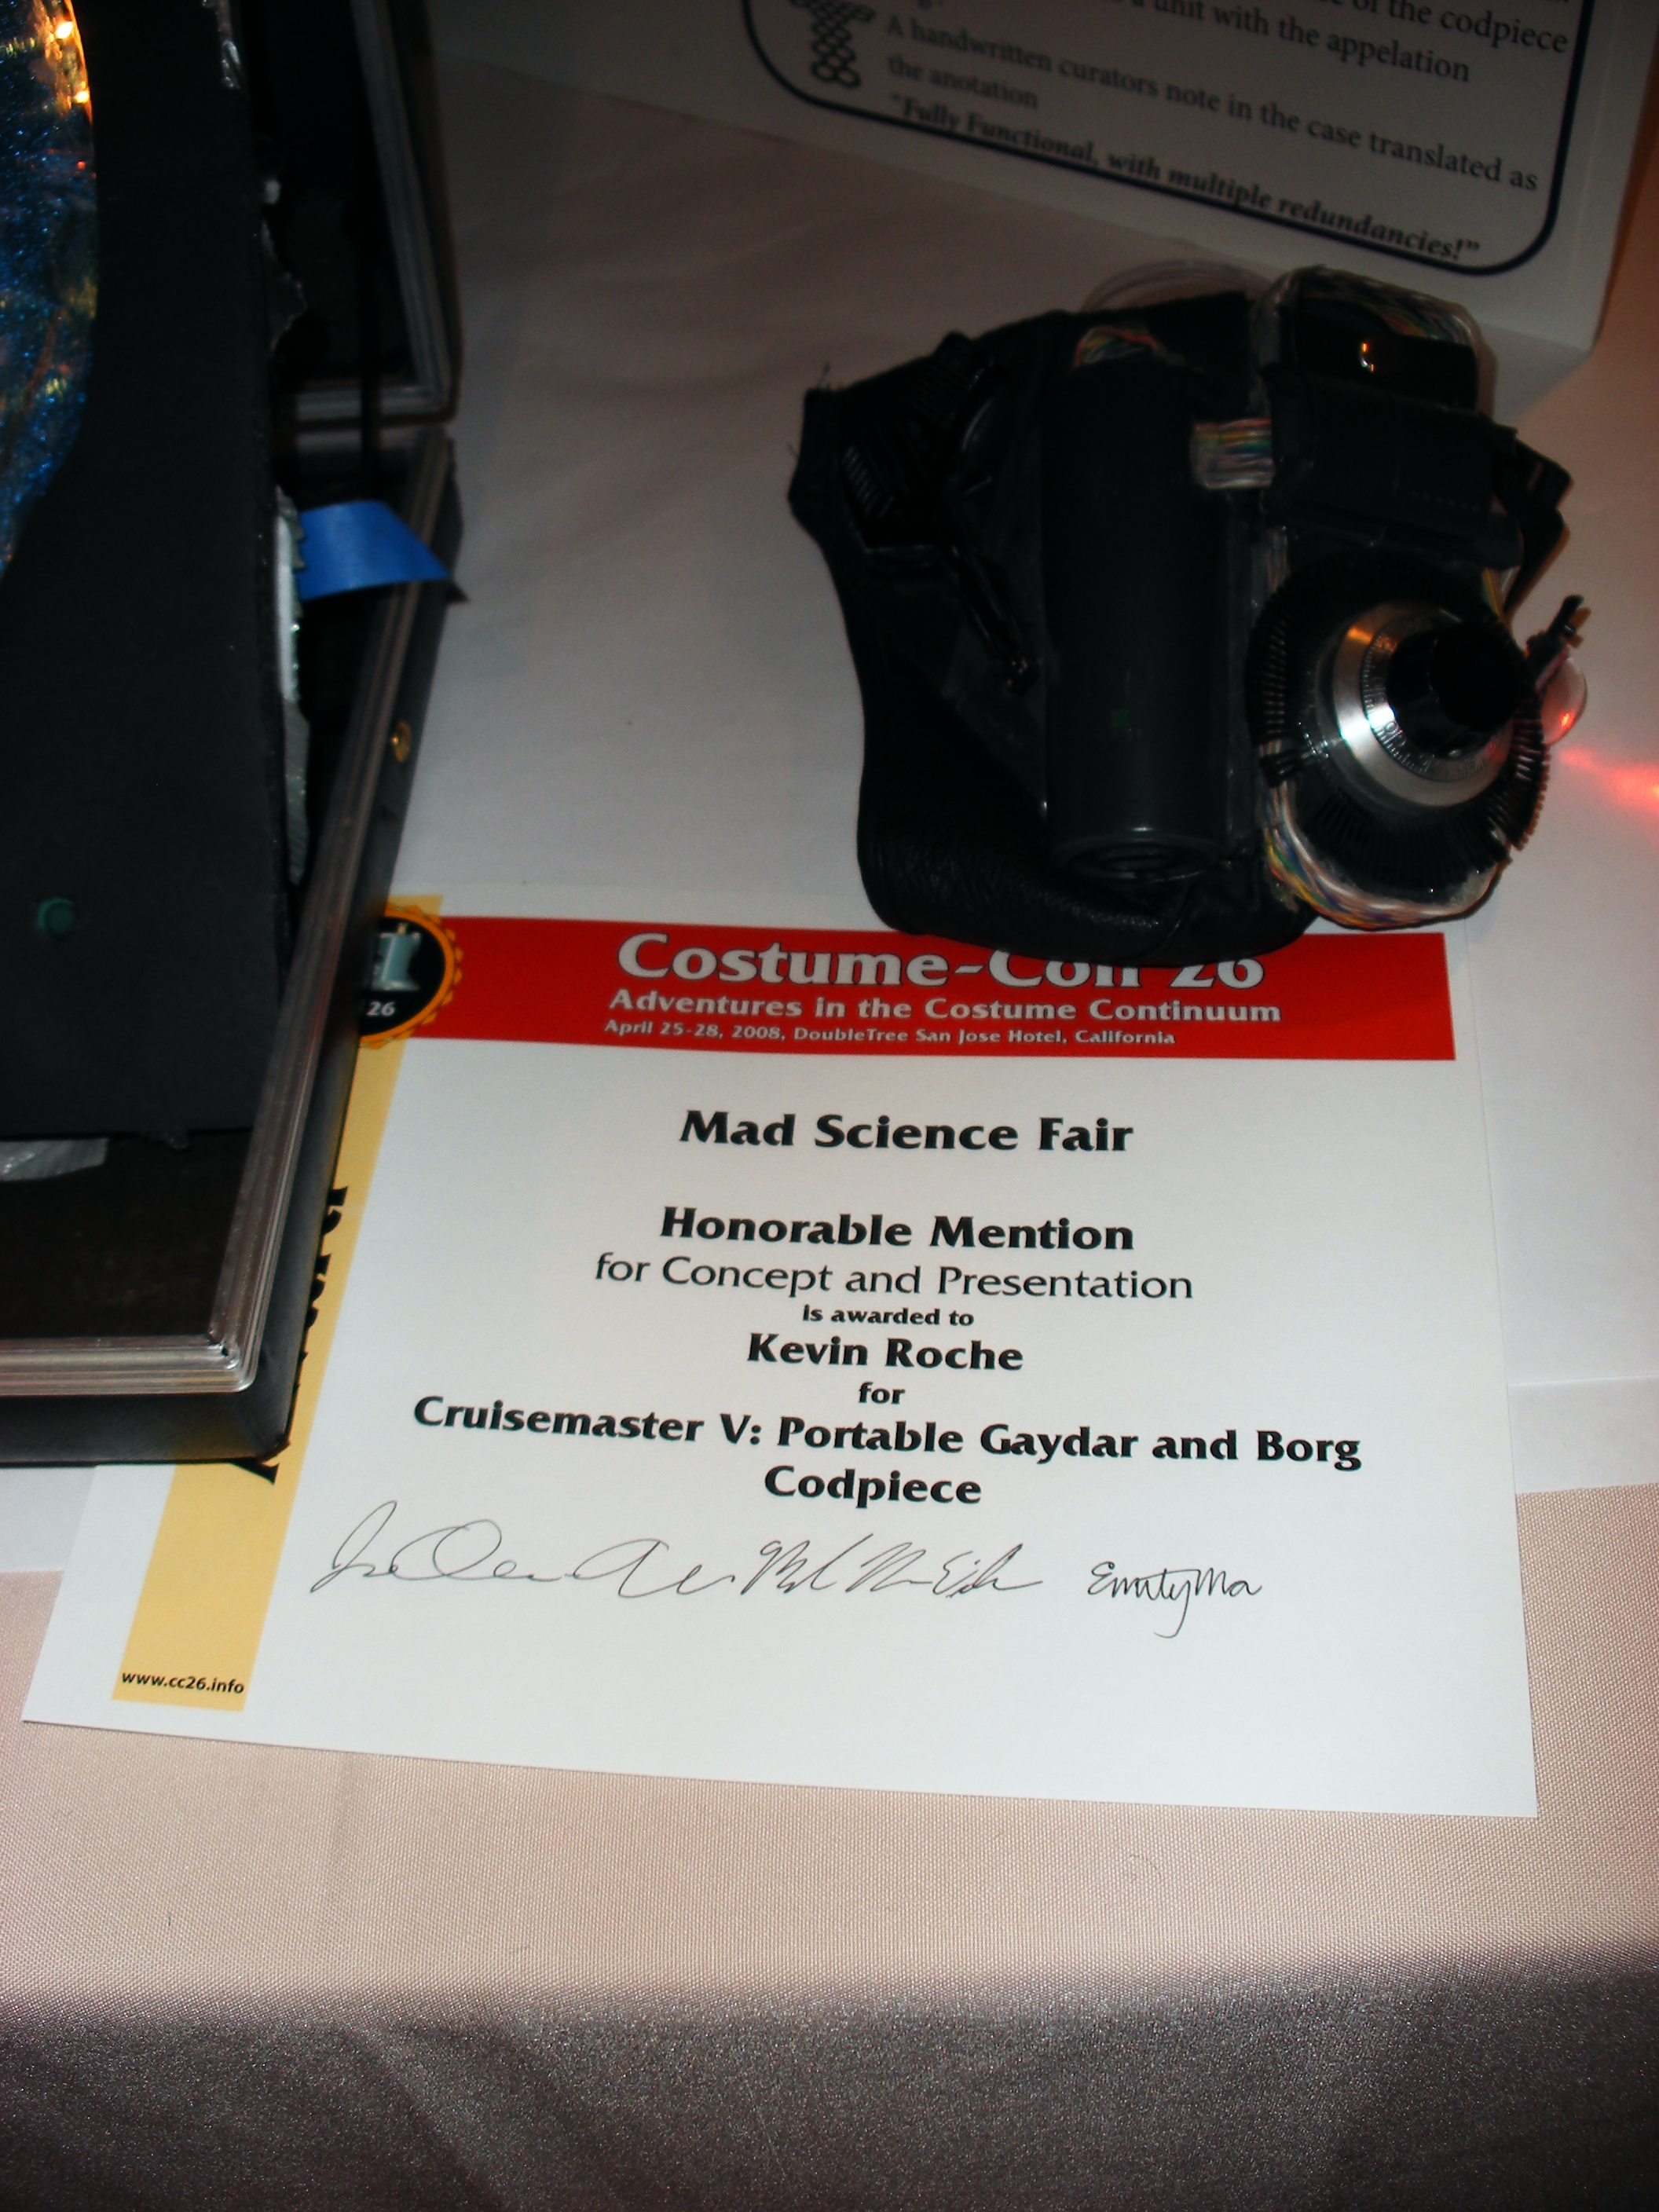 of the codpiece
unit with the appelation
A handwritten curators note in the case translated as
the anotation
"Fully Functional, with multiple redundancies!"
Costume-Con 26
Adventures in the Costume Continuum
April 25-28, 2008, DoubleTree San Jose Hotel, California
26
Mad Science Fair
Honorable Mention
for Concept and Presentation
is awarded to
Kevin Roche
for
Cruisemaster V: Portable Gaydar and Borg
Codpiece
Emily Ma
www.cc26.info